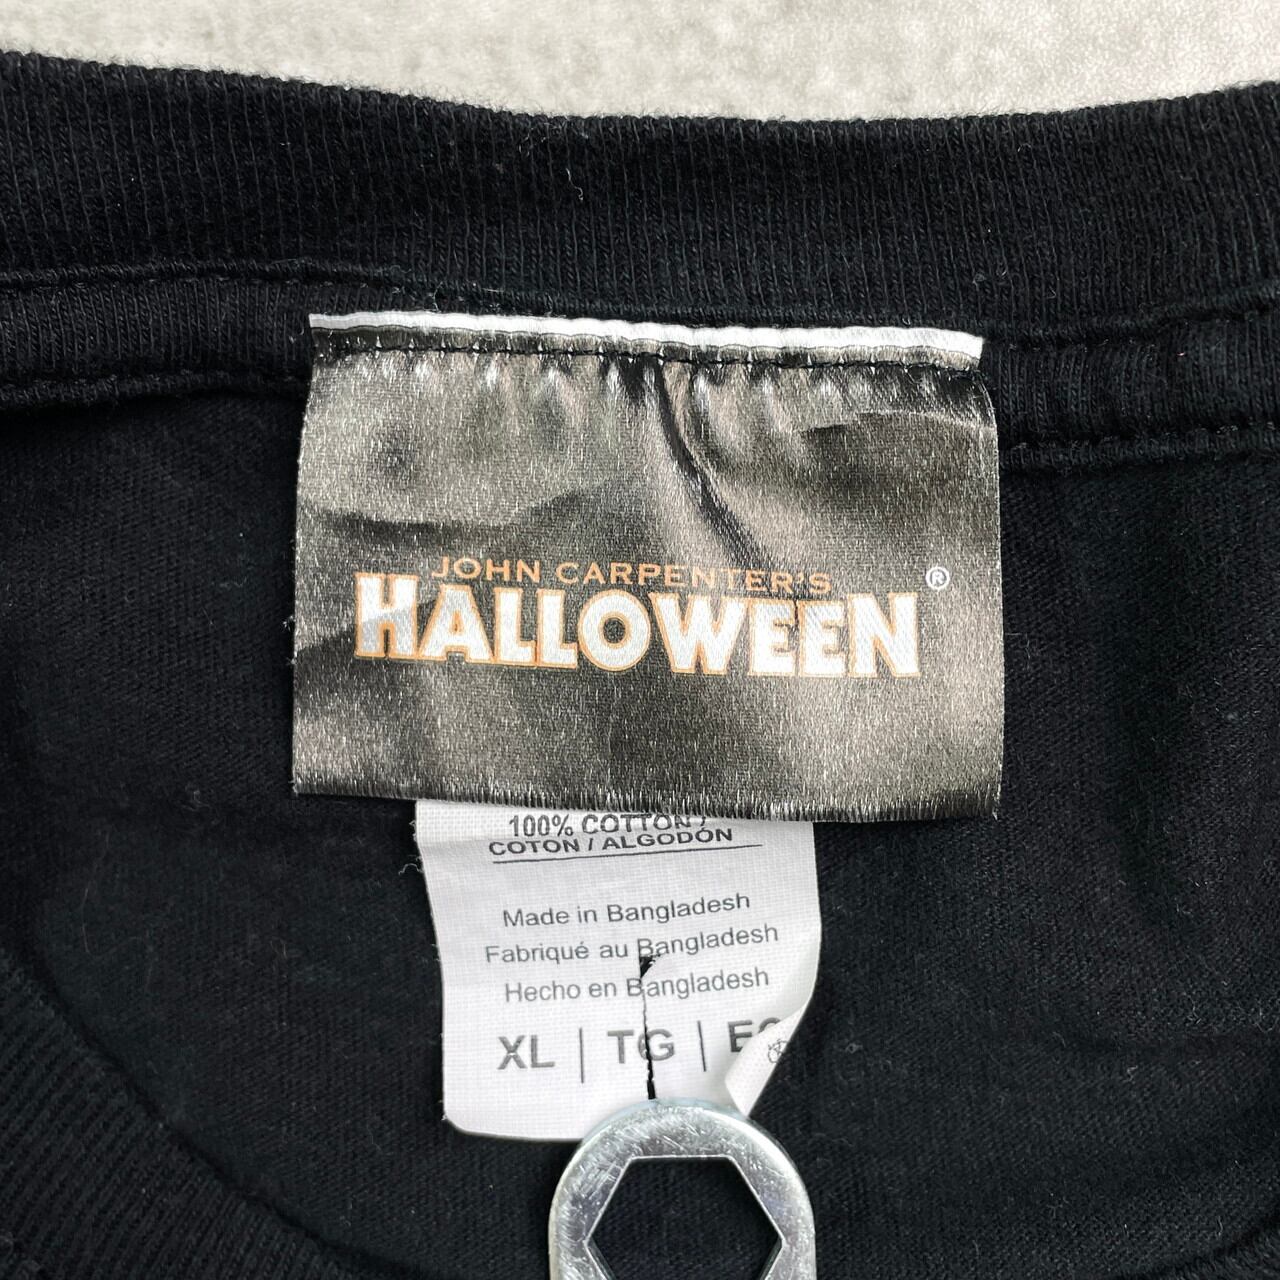 JOHN CARPENTER'S
HALLOWEEN®
100% COTTON /
COTON / ALGODÓN
Made in Bangladesh
Fabriqué au Bangladesh
Hecho en Bangladesh
XL | TG |